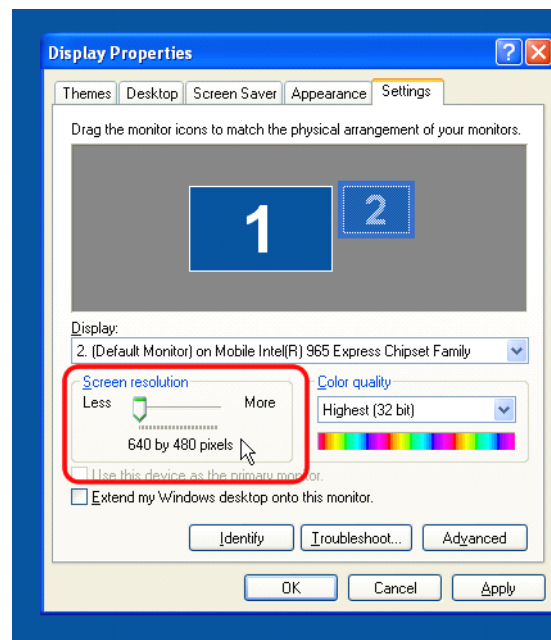 Display Properties
Themes Desktop Screen Saver Appearance Settings
Drag the monitor icons to match the physical arrangement of your monitors.
1 2
Display:
2. (Default Monitor) on Mobile Intel(R) 965 Express Chipset Family
Screen resolution Color quality
Less More Highest (32 bit)
640 by 480 pixels
Use this device as the primary monitor.
Extend my Windows desktop onto this monitor.
Identify Troubleshoot... Advanced
OK Cancel Apply